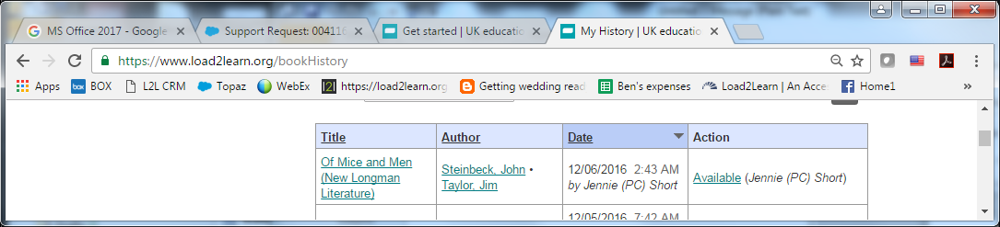 MS Office 2017 - Google
Support Request: 00411
Get started | UK educatio
My History | UK educatio
https://www.load2learn.org/bookHistory
Apps
BOX
L2L CRM
Topaz
WebEx
https://load2learn.org
Getting wedding read
Ben's expenses
Load2Learn | An Acce
Home1
»
Title
Author
Date
Action
Of Mice and Men
(New Longman
Literature)
Steinbeck, John •
Taylor, Jim
12/06/2016 2:43 AM
by Jennie (PC) Short
Available (Jennie (PC) Short)
12/05/2016 7:42 AM